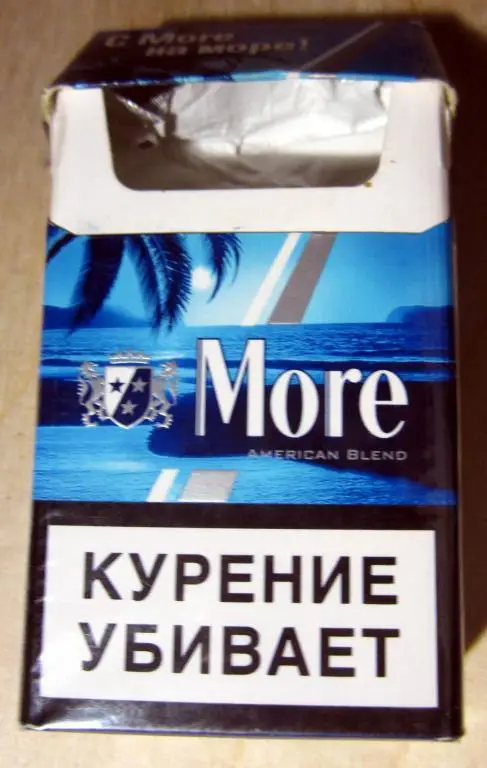 С More
на море!
More
AMERICAN BLEND
КУРЕНИЕ
УБИВАЕТ